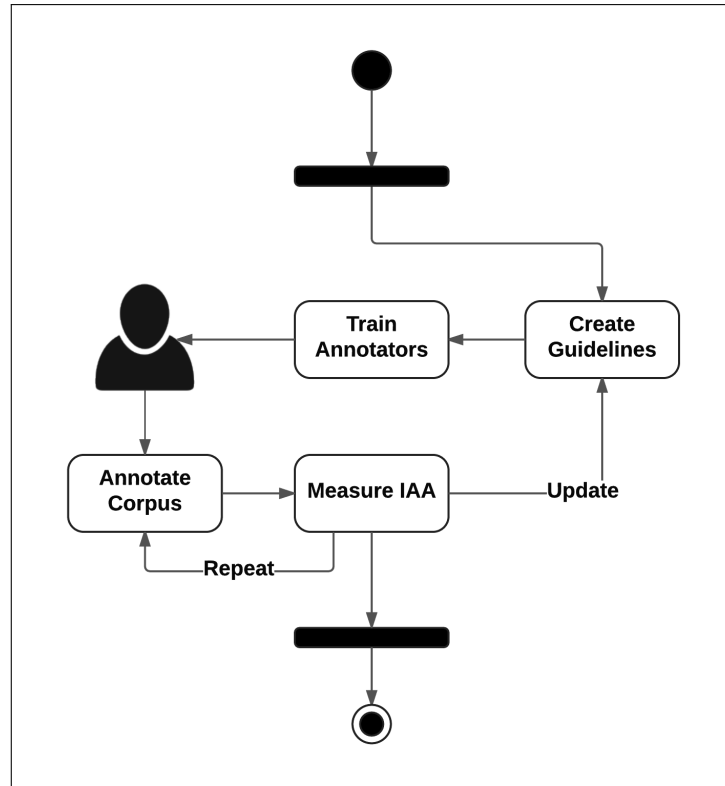 Train
Annotators
Create
Guidelines
Annotate
Corpus
Measure IAA
Update
Repeat